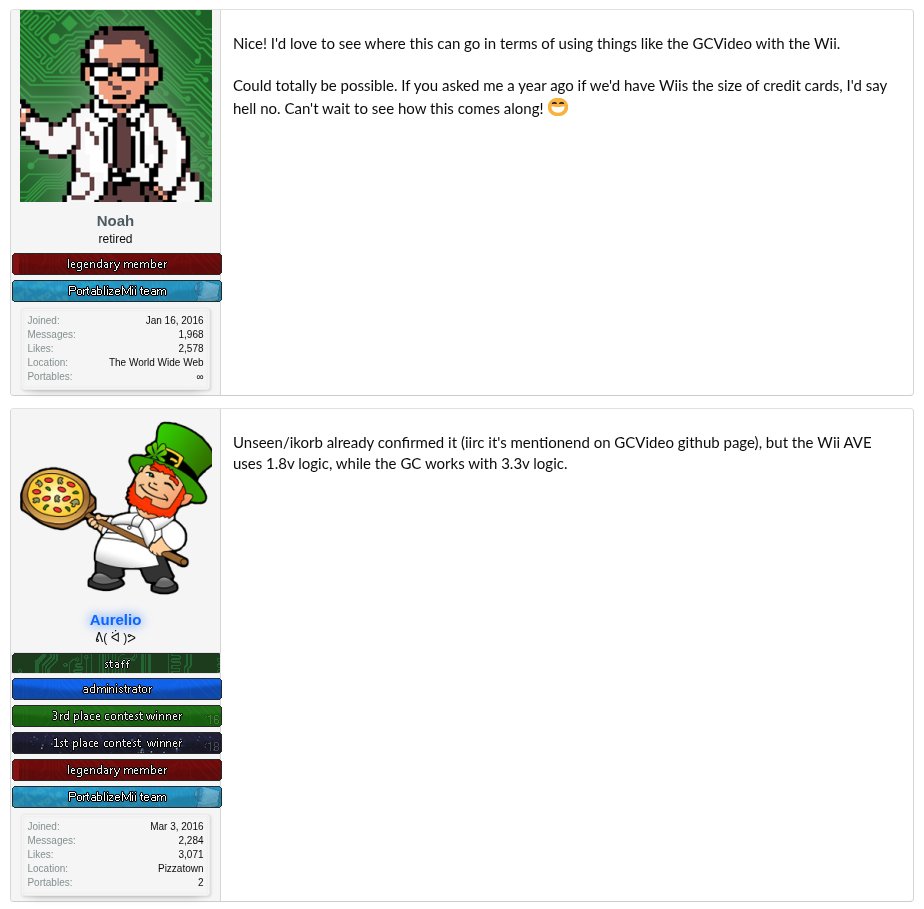 Nice! I'd love to see where this can go in terms of using things like the GCVideo with the Wii.
Could totally be possible. If you asked me a year ago if we'd have Wiis the size of credit cards, I'd say
hell no. Can't wait to see how this comes along! 😁
Noah
retired
legendary member
PortablizeMii team
Joined: Jan 16, 2016
Messages: 1,968
Likes: 2,578
Location: The World Wide Web
Portables: ∞
Unseen/ikorb already confirmed it (iirc it's mentionend on GCVideo github page), but the Wii AVE
uses 1.8v logic, while the GC works with 3.3v logic.
Aurelio
staff
administrator
3rd place contest winner '16
1st place contest winner '18
legendary member
PortablizeMii team
Joined: Mar 3, 2016
Messages: 2,284
Likes: 3,071
Location: Pizzatown
Portables: 2